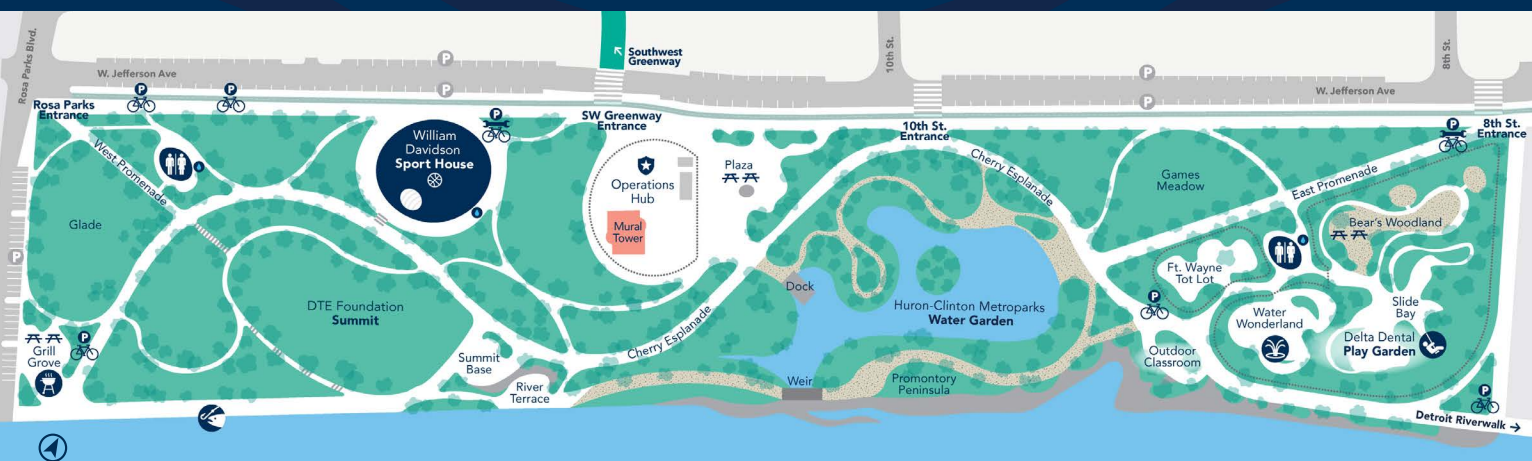 Rosa Parks Blvd.
W. Jefferson Ave
P
P
Southwest
Greenway
10th St.
P
P
W. Jefferson Ave
8th St.
Rosa Parks
Entrance
P
P
P
SW Greenway
Entrance
10th St.
Entrance
P
8th St.
Entrance
West Promenade
William
Davidson
Sport House
Operations
Hub
Mural
Tower
Plaza
Cherry Esplanade
Games
Meadow
East Promenade
Bear's Woodland
Glade
P
Ft. Wayne
Tot Lot
Dock
DTE Foundation
Summit
Huron-Clinton Metroparks
Water Garden
P
Water
Wonderland
Slide
Bay
Delta Dental
Play Garden
Cherry Esplanade
Grill
Grove
P
Summit
Base
River
Terrace
Weir
Promontory
Peninsula
Outdoor
Classroom
P
Detroit Riverwalk →